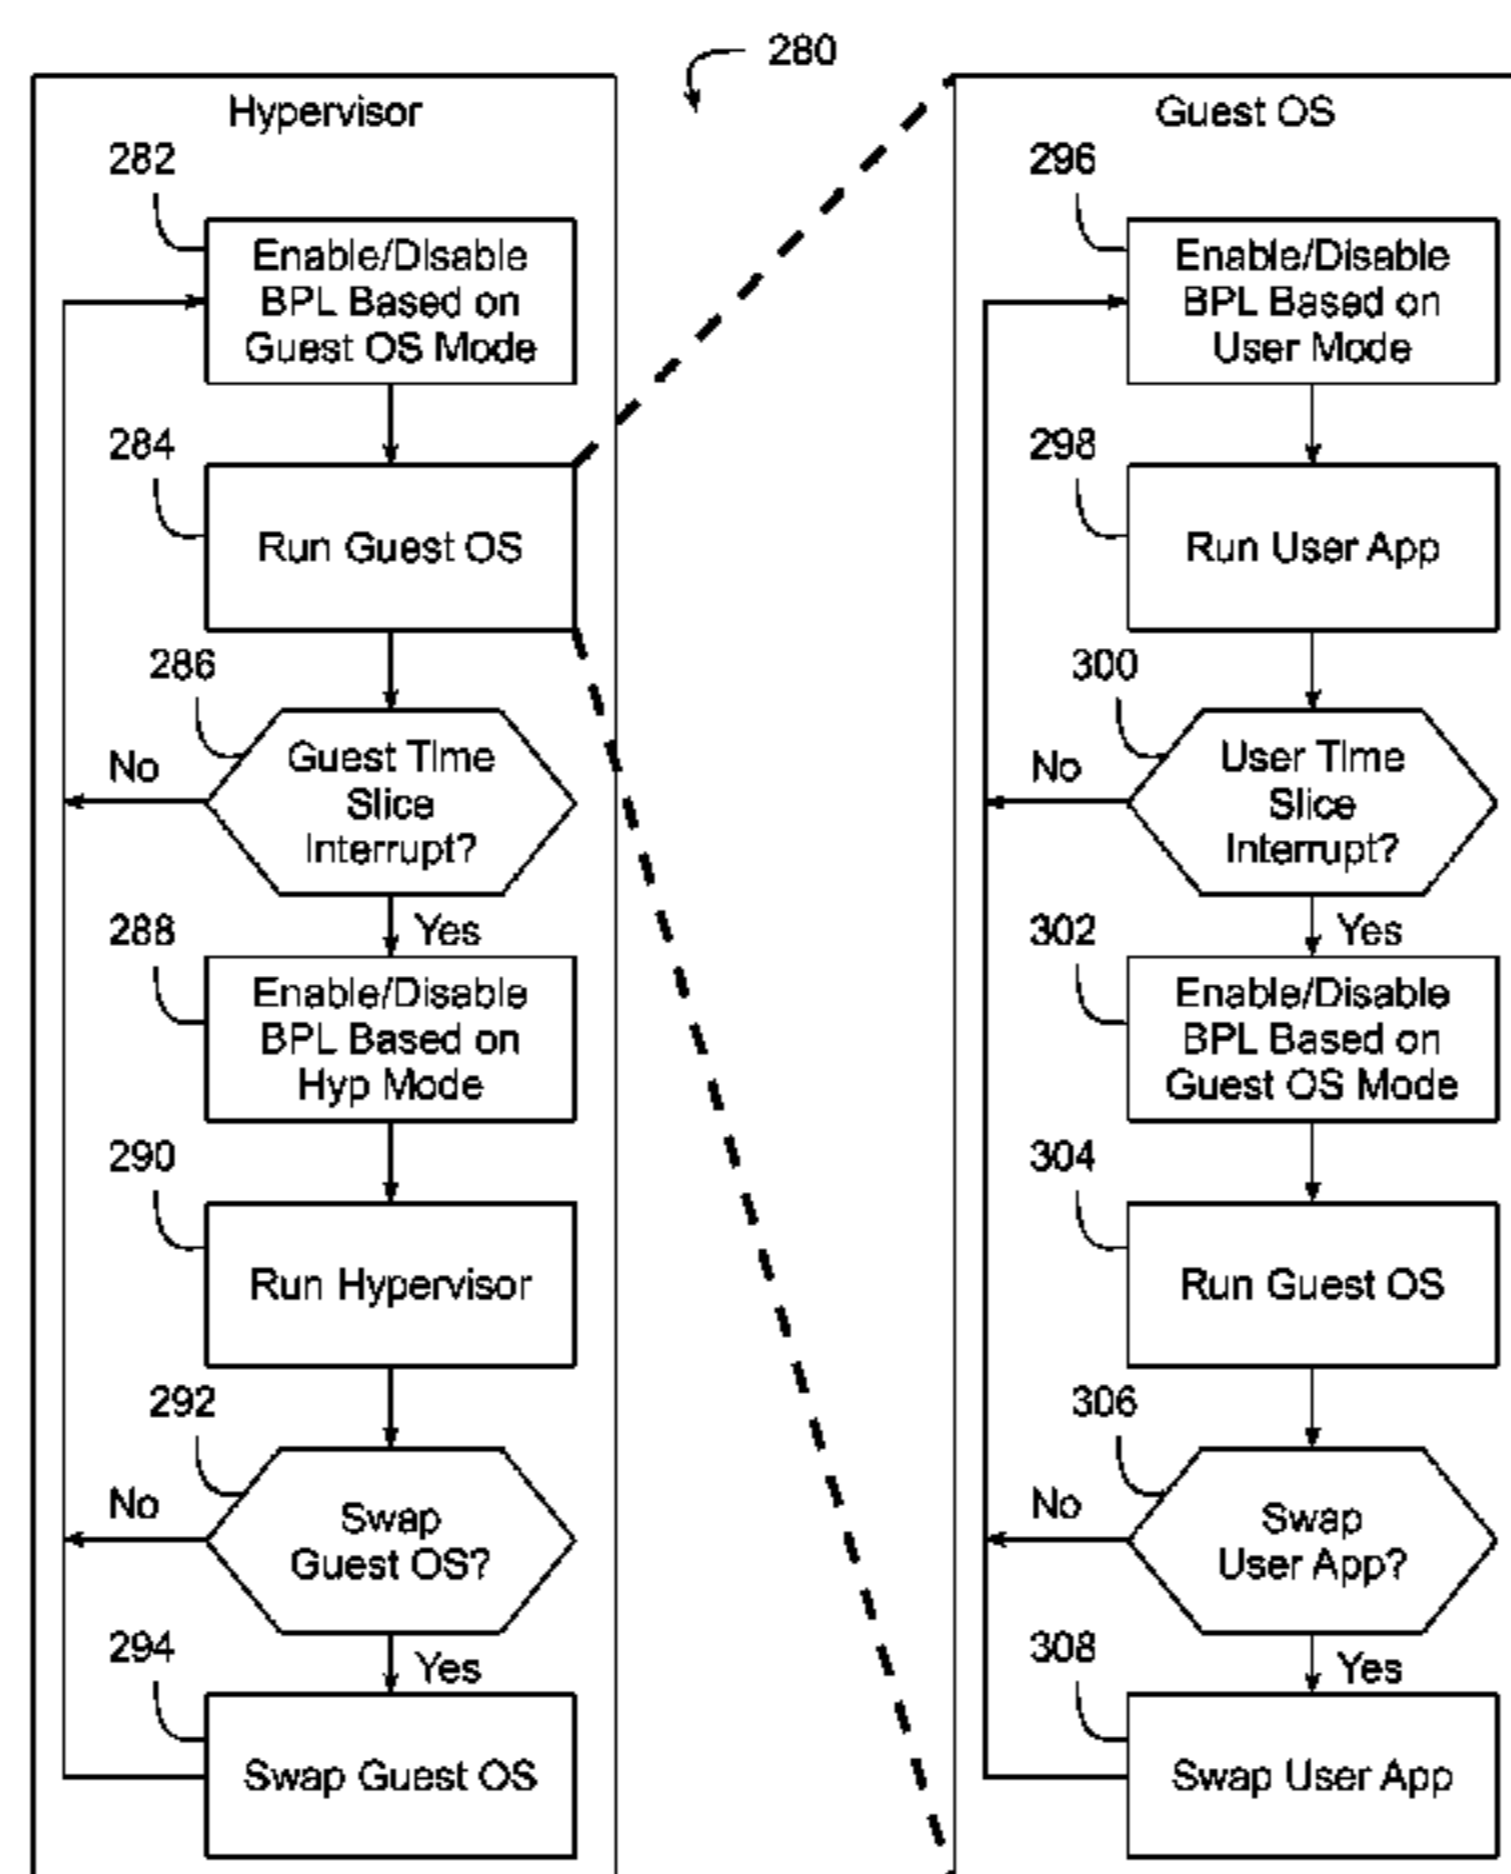 280
Hypervisor
282
Enable/Disable
BPL Based on
Guest OS Mode
284
Run Guest OS
286
Guest Time
Slice
Interrupt?
No
Yes
288
Enable/Disable
BPL Based on
Hyp Mode
290
Run Hypervisor
292
Swap
Guest OS?
No
Yes
294
Swap Guest OS
Guest OS
296
Enable/Disable
BPL Based on
User Mode
298
Run User App
300
User Time
Slice
Interrupt?
No
Yes
302
Enable/Disable
BPL Based on
Guest OS Mode
304
Run Guest OS
306
Swap
User App?
No
Yes
308
Swap User App